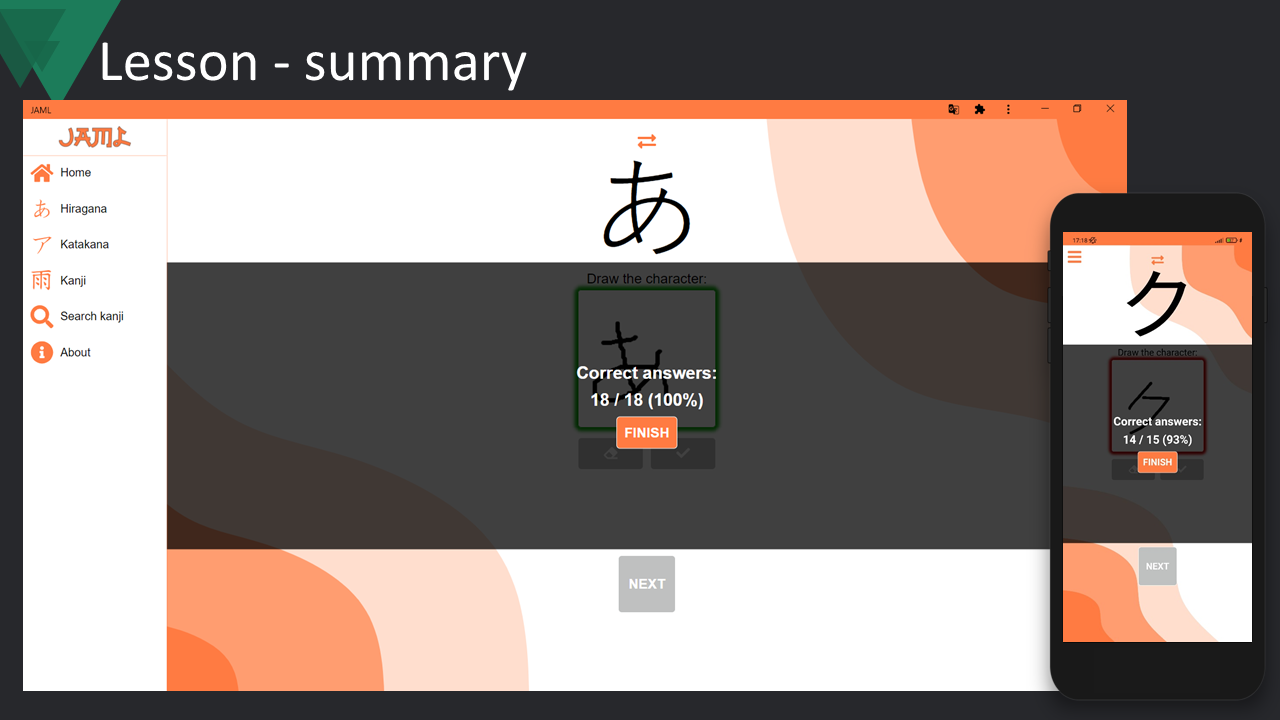 Lesson - summary
JAML
JAML
Home
あ Hiragana
ア Katakana
雨 Kanji
Search kanji
About
あ
Draw the character:
あ
Correct answers:
18 / 18 (100%)
FINISH
NEXT
17:18
ク
Draw the character:
ク
Correct answers:
14 / 15 (93%)
FINISH
NEXT